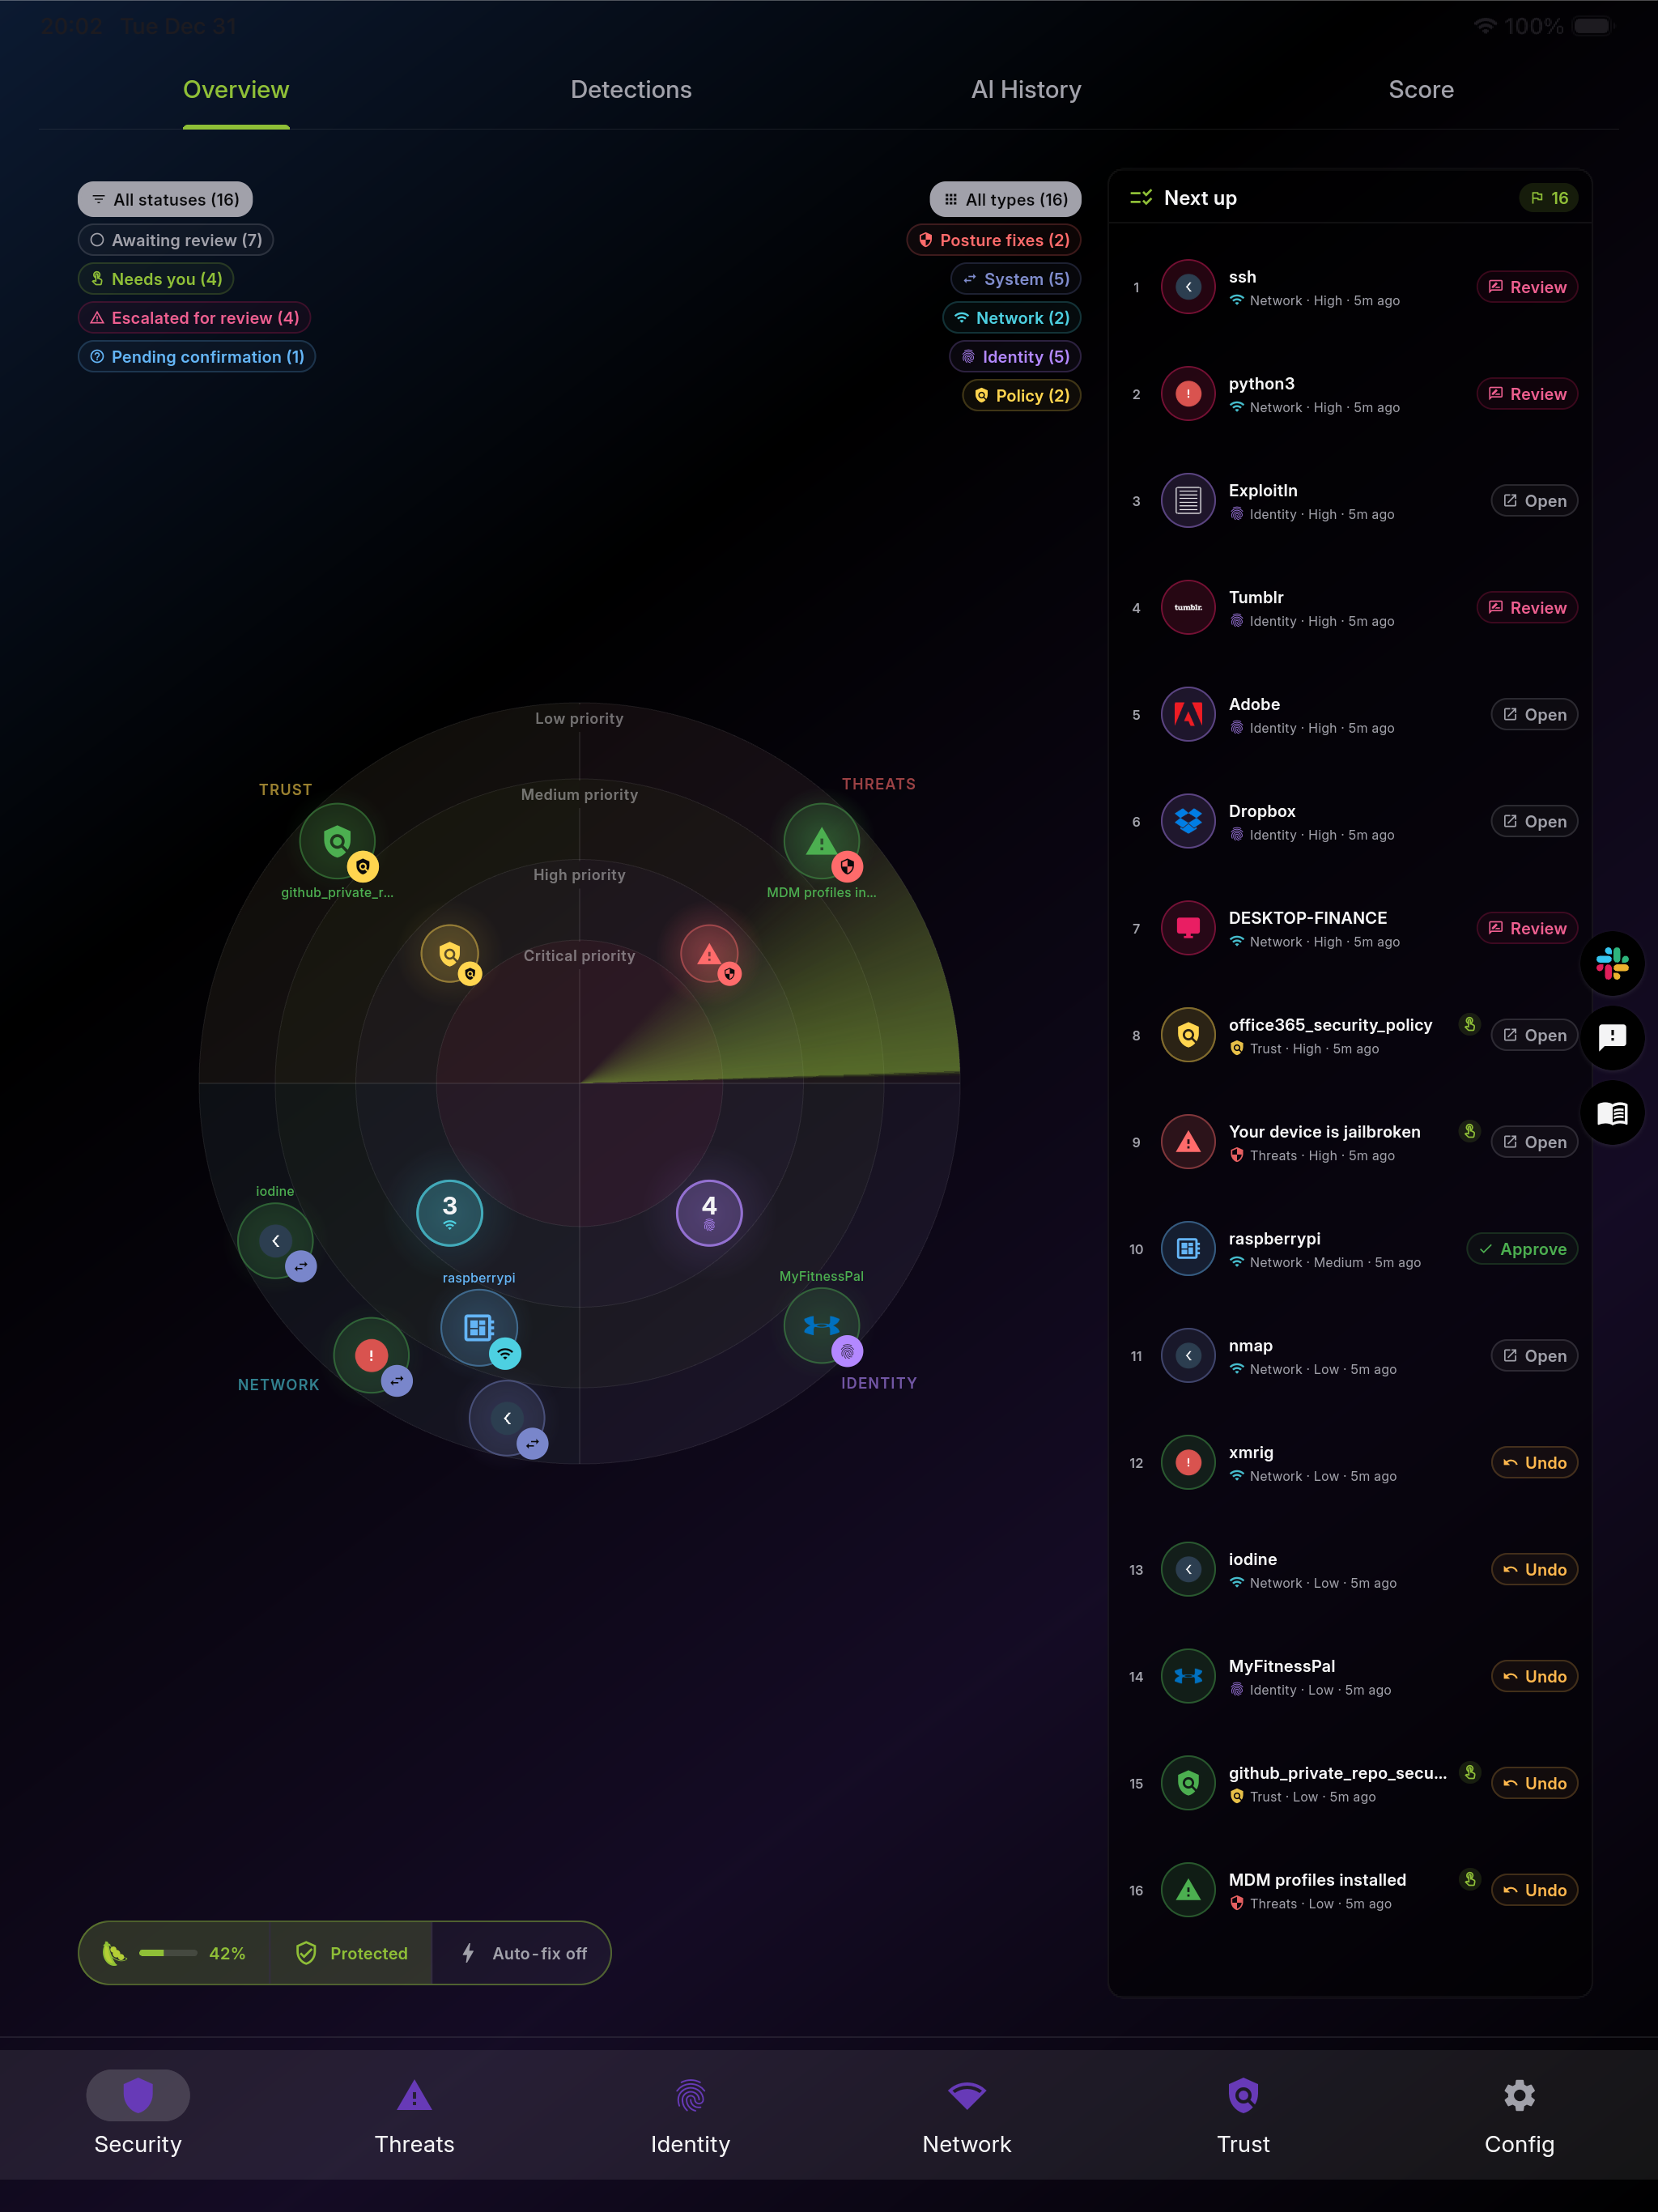 20:02 Tue Dec 31
100%
Overview
Detections
AI History
Score
All statuses (16)
Awaiting review (7)
Needs you (4)
Escalated for review (4)
Pending confirmation (1)
All types (16)
Posture fixes (2)
System (5)
Network (2)
Identity (5)
Policy (2)
Low priority
Medium priority
High priority
Critical priority
TRUST
THREATS
github_private_r...
MDM profiles in...
iodine
3
4
raspberrypi
MyFitnessPal
NETWORK
IDENTITY
42%
Protected
Auto-fix off
Next up
16
1
ssh
Network · High · 5m ago
Review
2
python3
Network · High · 5m ago
Review
3
ExploitIn
Identity · High · 5m ago
Open
4
tumblr.
Tumblr
Identity · High · 5m ago
Review
5
Adobe
Identity · High · 5m ago
Open
6
Dropbox
Identity · High · 5m ago
Open
7
DESKTOP-FINANCE
Network · High · 5m ago
Review
8
office365_security_policy
Trust · High · 5m ago
Open
9
Your device is jailbroken
Threats · High · 5m ago
Open
10
raspberrypi
Network · Medium · 5m ago
Approve
11
nmap
Network · Low · 5m ago
Open
12
xmrig
Network · Low · 5m ago
Undo
13
iodine
Network · Low · 5m ago
Undo
14
MyFitnessPal
Identity · Low · 5m ago
Undo
15
github_private_repo_secu...
Trust · Low · 5m ago
Undo
16
MDM profiles installed
Threats · Low · 5m ago
Undo
Security
Threats
Identity
Network
Trust
Config